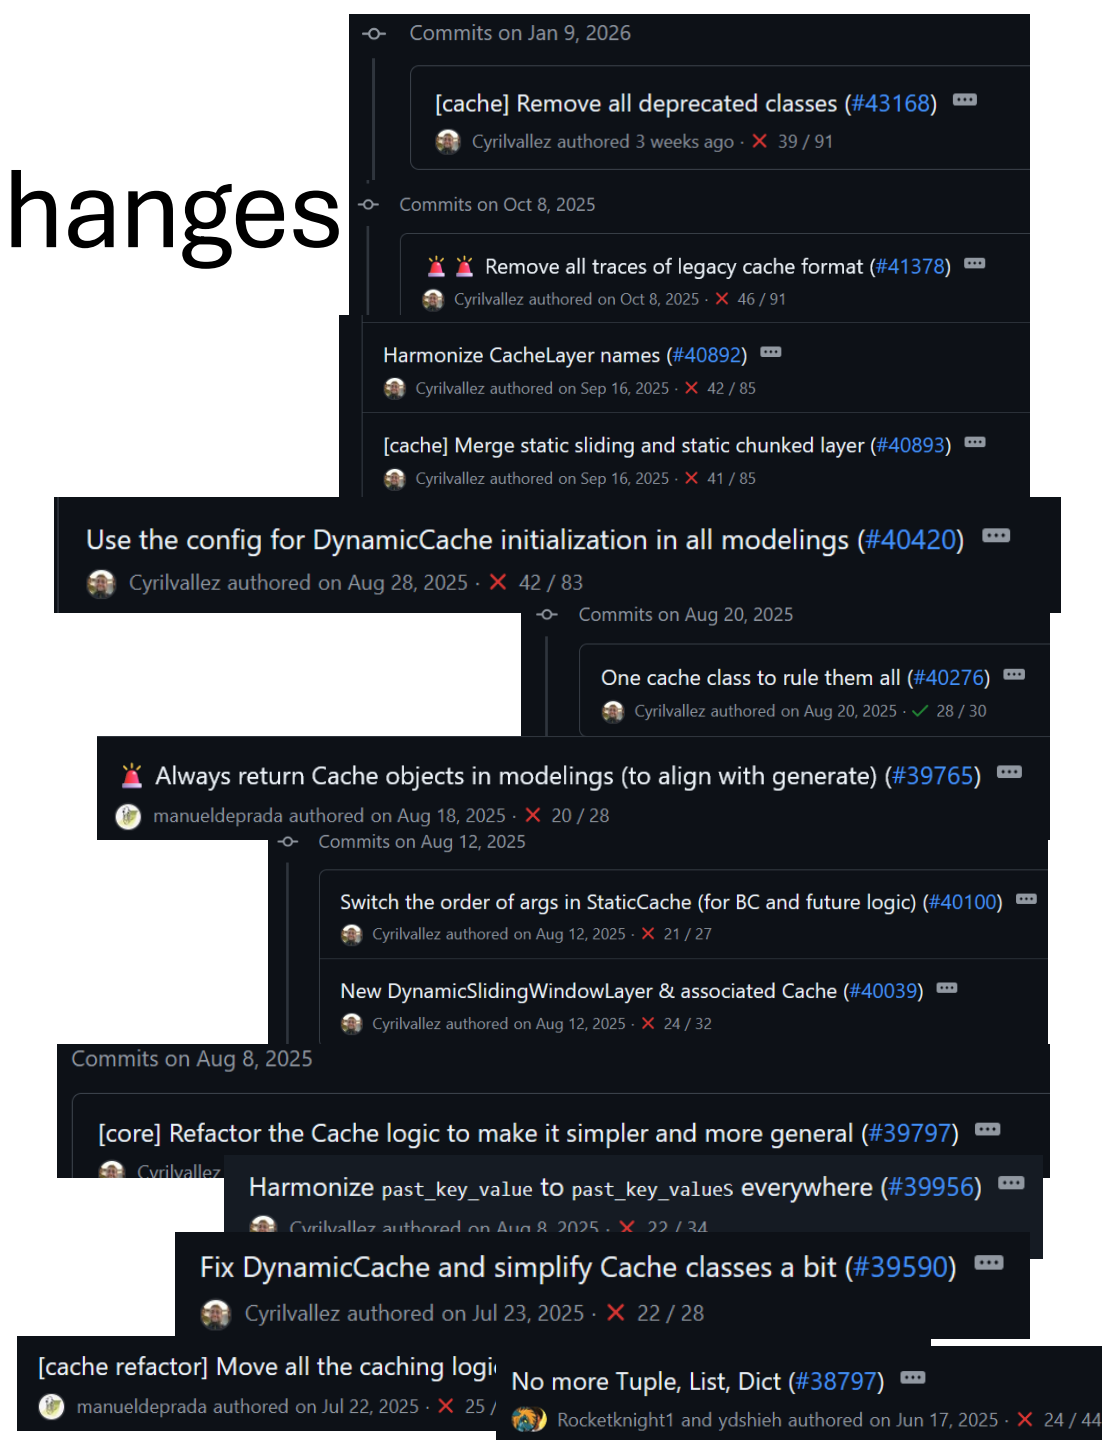 Commits on Jan 9, 2026
[cache] Remove all deprecated classes (#43168)
Cyrilvallez authored 3 weeks ago · 39 / 91
hanges
Commits on Oct 8, 2025
🚨 🚨 Remove all traces of legacy cache format (#41378)
Cyrilvallez authored on Oct 8, 2025 · 46 / 91
Harmonize CacheLayer names (#40892)
Cyrilvallez authored on Sep 16, 2025 · 42 / 85
[cache] Merge static sliding and static chunked layer (#40893)
Cyrilvallez authored on Sep 16, 2025 · 41 / 85
Use the config for DynamicCache initialization in all modelings (#40420)
Cyrilvallez authored on Aug 28, 2025 · 42 / 83
Commits on Aug 20, 2025
One cache class to rule them all (#40276)
Cyrilvallez authored on Aug 20, 2025 · 28 / 30
🚨 Always return Cache objects in modelings (to align with generate) (#39765)
manueldeprada authored on Aug 18, 2025 · 20 / 28
Commits on Aug 12, 2025
Switch the order of args in StaticCache (for BC and future logic) (#40100)
Cyrilvallez authored on Aug 12, 2025 · 21 / 27
New DynamicSlidingWindowLayer & associated Cache (#40039)
Cyrilvallez authored on Aug 12, 2025 · 24 / 32
Commits on Aug 8, 2025
[core] Refactor the Cache logic to make it simpler and more general (#39797)
Cyrilvallez
Harmonize past_key_value to past_key_valueS everywhere (#39956)
Cyrilvallez authored on Aug 8, 2025 · 22 / 34
Fix DynamicCache and simplify Cache classes a bit (#39590)
Cyrilvallez authored on Jul 23, 2025 · 22 / 28
[cache refactor] Move all the caching logi
manueldeprada authored on Jul 22, 2025 · 25 /
No more Tuple, List, Dict (#38797)
Rocketknight1 and ydshieh authored on Jun 17, 2025 · 24 / 44